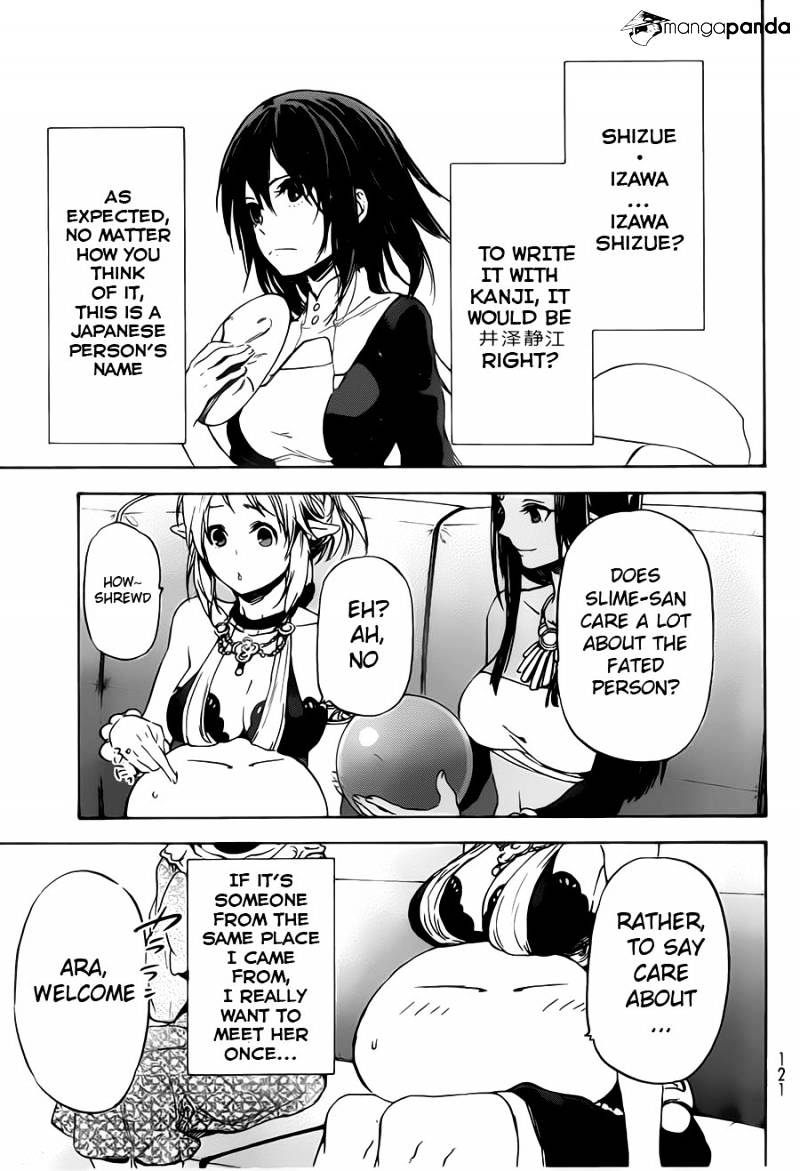 mangapanda
SHIZUE
·
IZAWA
...
IZAWA
SHIZUE?
TO WRITE
IT WITH
KANJI, IT
WOULD BE
井泽静江
RIGHT?
AS
EXPECTED,
NO MATTER
HOW YOU
THINK
OF IT,
THIS IS A
JAPANESE
PERSON'S
NAME
DOES
SLIME-SAN
CARE A LOT
ABOUT THE
FATED
PERSON?
EH?
AH,
NO
HOW~
SHREWD
RATHER,
TO SAY
CARE
ABOUT
...
IF IT'S
SOMEONE
FROM THE
SAME PLACE
I CAME
FROM,
I REALLY
WANT TO
MEET HER
ONCE...
ARA,
WELCOME
121